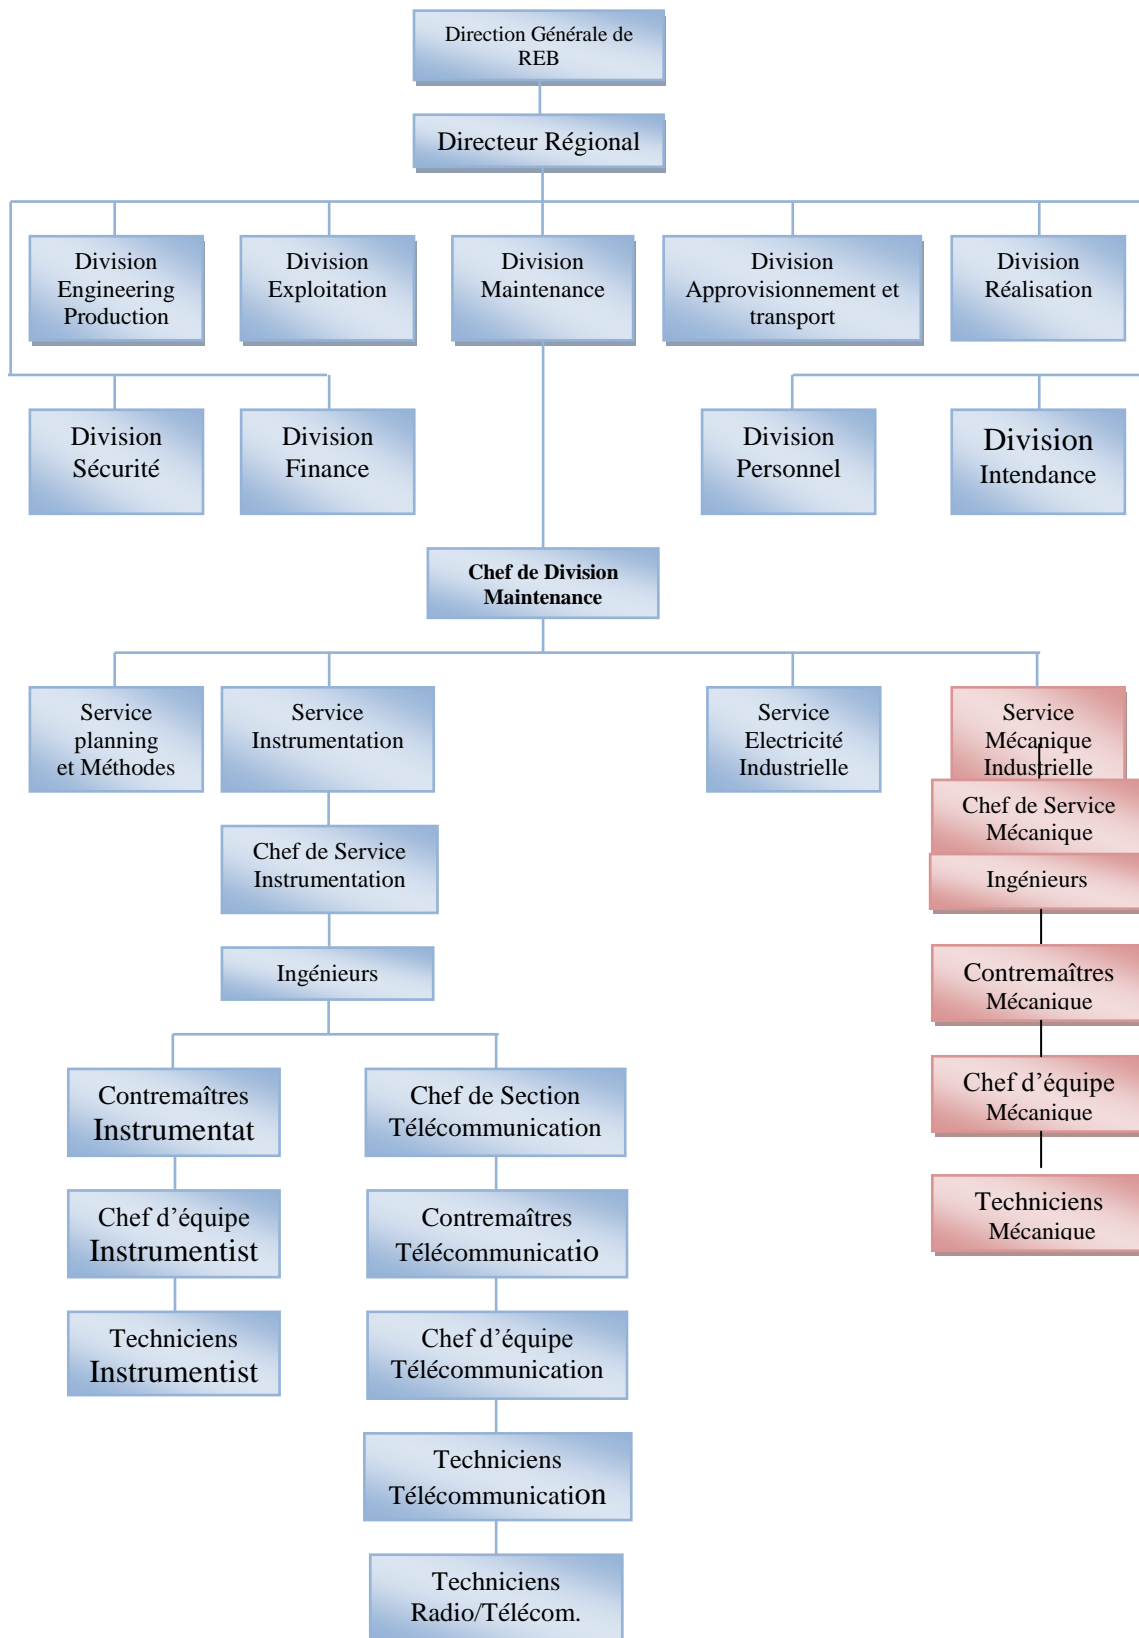 Direction Générale de
REB
Directeur Régional
Division
Engineering
Production
Division
Exploitation
Division
Maintenance
Division
Approvisionnement et
transport
Division
Réalisation
Division
Sécurité
Division
Finance
Division
Personnel
Division
Intendance
Chef de Division
Maintenance
Service
planning
et Méthodes
Service
Instrumentation
Service
Electricité
Industrielle
Service
Mécanique
Industrielle
Chef de Service
Instrumentation
Chef de Service
Mécanique
Ingénieurs
Ingénieurs
Contremaîtres
Mécanique
Contremaîtres
Instrumentat
Chef de Section
Télécommunication
Chef d’équipe
Mécanique
Chef d’équipe
Instrumentist
Contremaîtres
Télécommunicatio
Techniciens
Mécanique
Techniciens
Instrumentist
Chef d’équipe
Télécommunication
Techniciens
Télécommunication
Techniciens
Radio/Télécom.